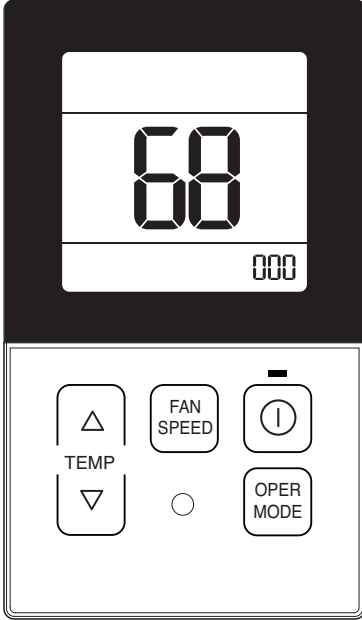 68
000
FAN
SPEED
TEMP
OPER
MODE